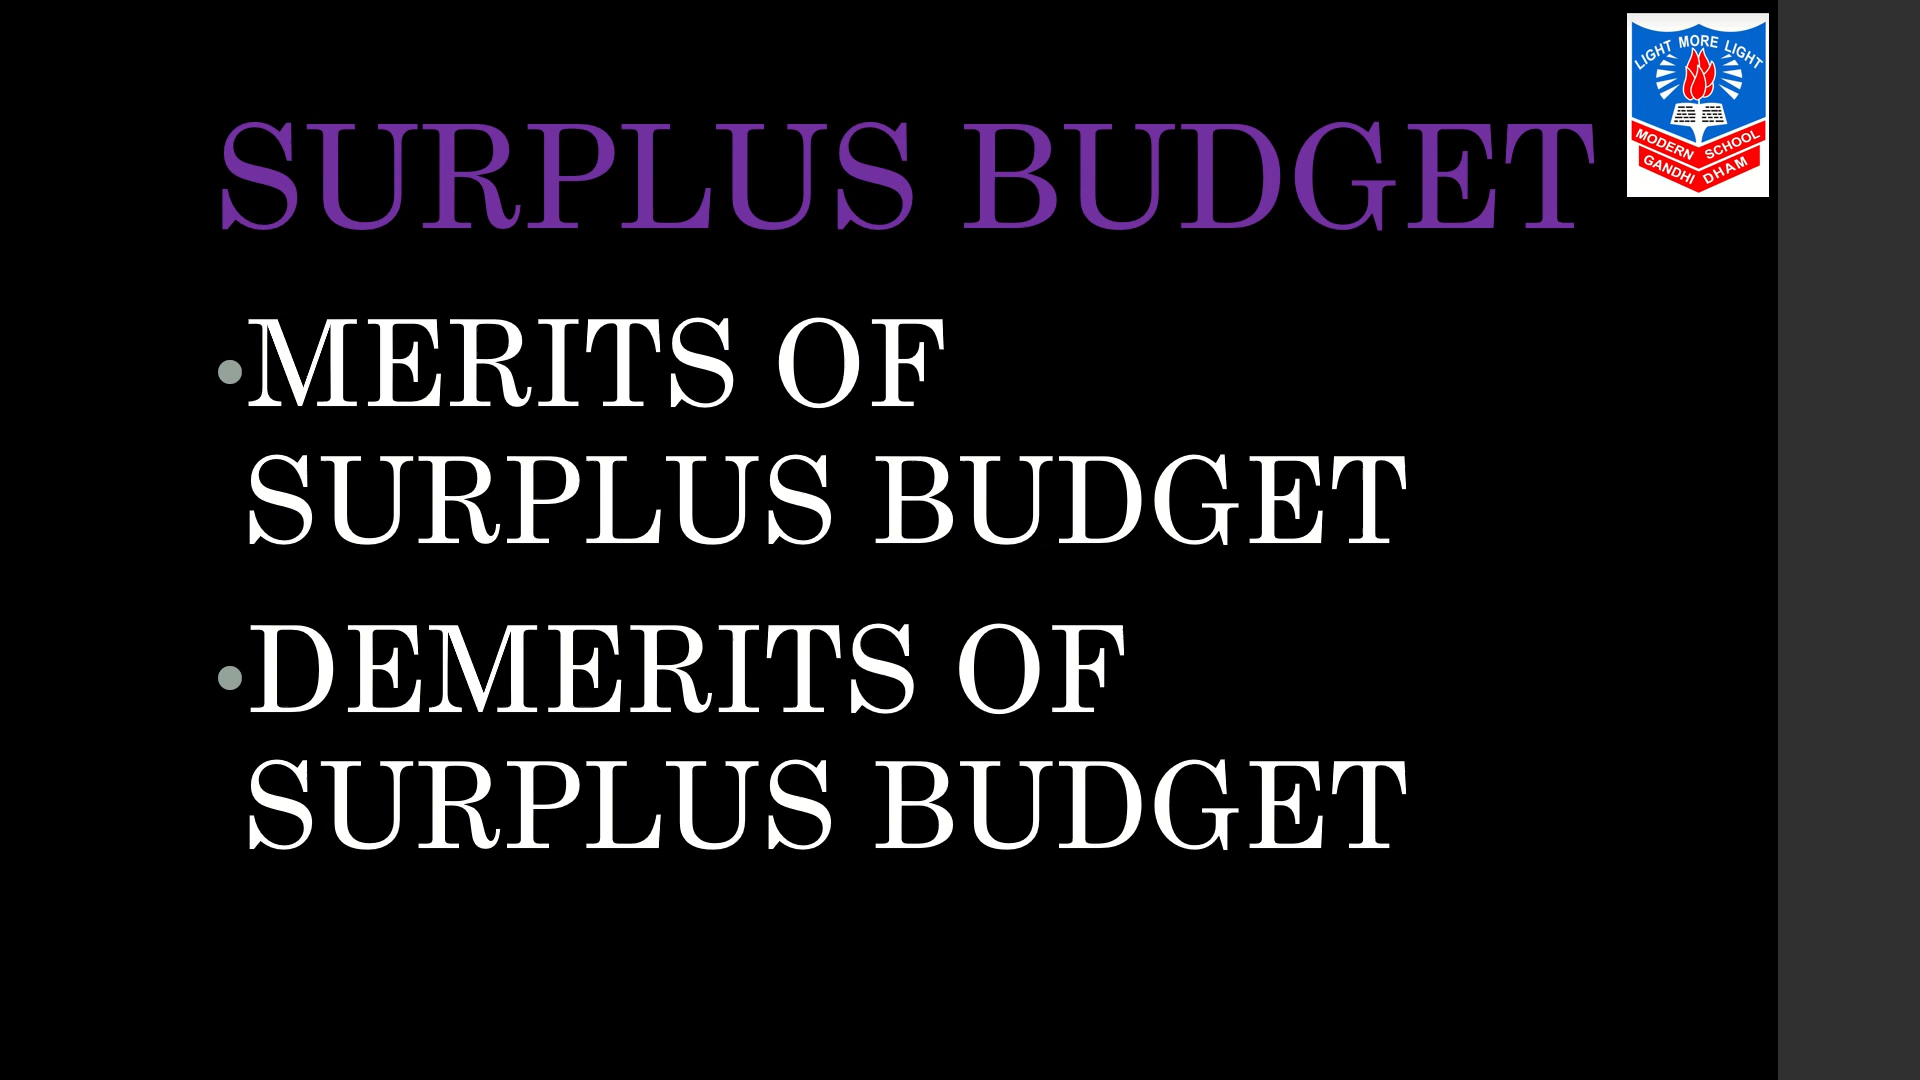 LIGHT MORE LIGHT
MODERN SCHOOL
GANDHI DHAM
SURPLUS BUDGET
•MERITS OF
SURPLUS BUDGET
•DEMERITS OF
SURPLUS BUDGET